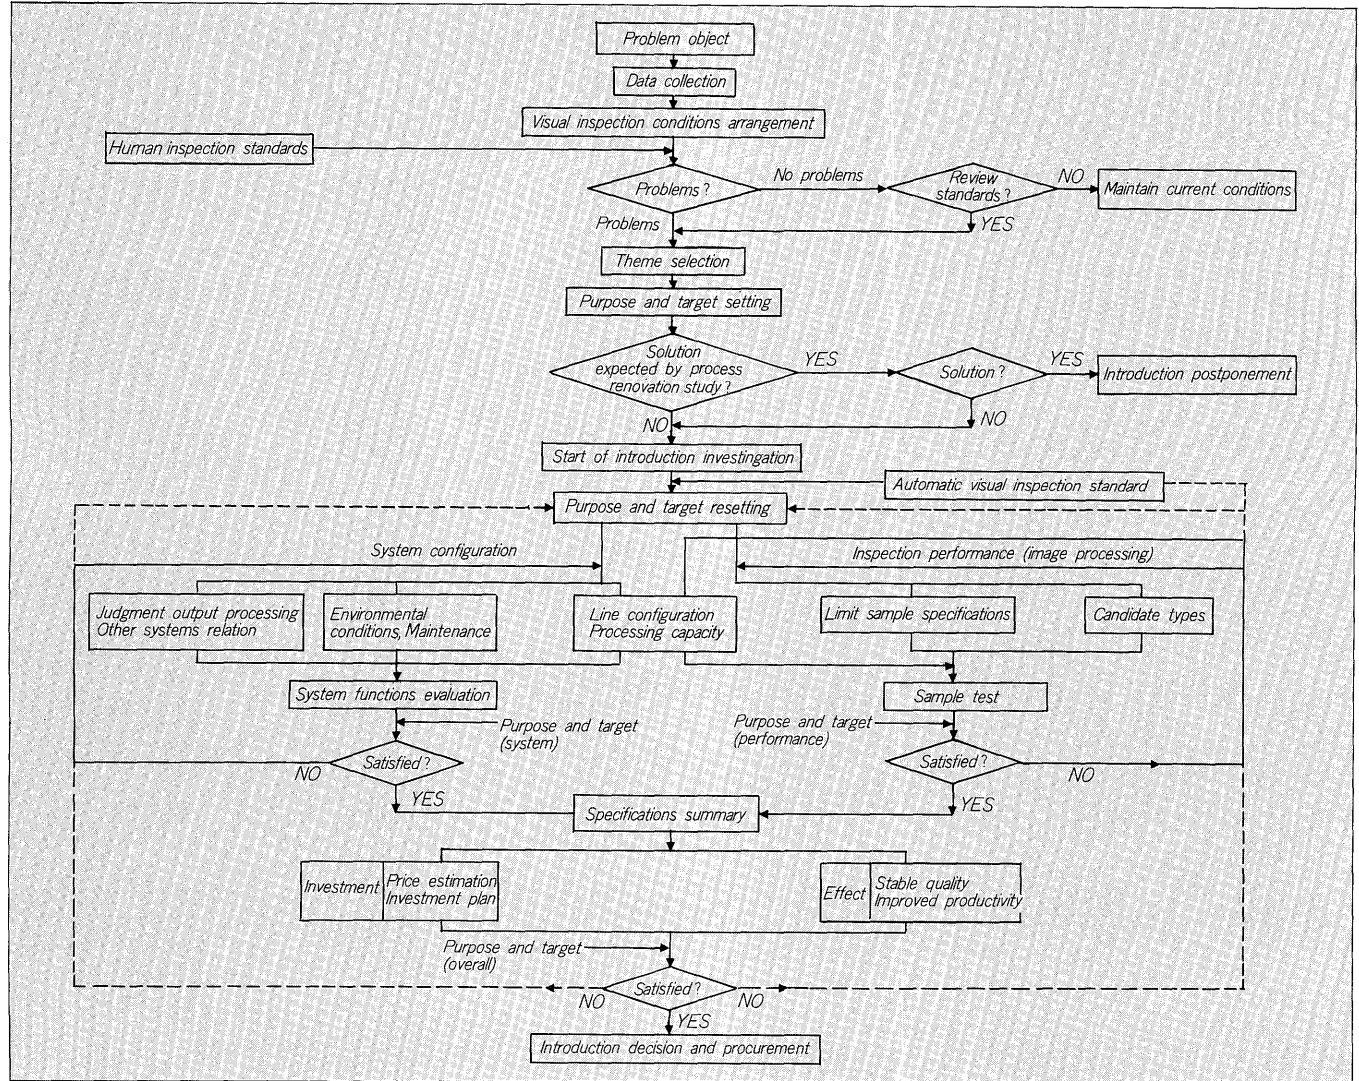 Problem object
Data collection
Visual inspection conditions arrangement
Human inspection standards
Problems?
No problems
Review
standards?
NO
Maintain current conditions
Problems
YES
Theme selection
Purpose and target setting
Solution
expected by process
renovation study?
YES
Solution?
YES
Introduction postponement
NO
NO
Start of introduction investingation
Automatic visual inspection standard
Purpose and target resetting
System configuration
Inspection performance (image processing)
Judgment output processing
Other systems relation
Environmental
conditions, Maintenance
Line configuration
Processing capacity
Limit sample specifications
Candidate types
System functions evaluation
Sample test
Purpose and target
(system)
Purpose and target
(performance)
Satisfied?
NO
YES
Satisfied?
NO
YES
Specifications summary
Investment
Price estimation
Investment plan
Effect
Stable quality
Improved productivity
Purpose and target
(overall)
Satisfied?
NO
NO
YES
Introduction decision and procurement